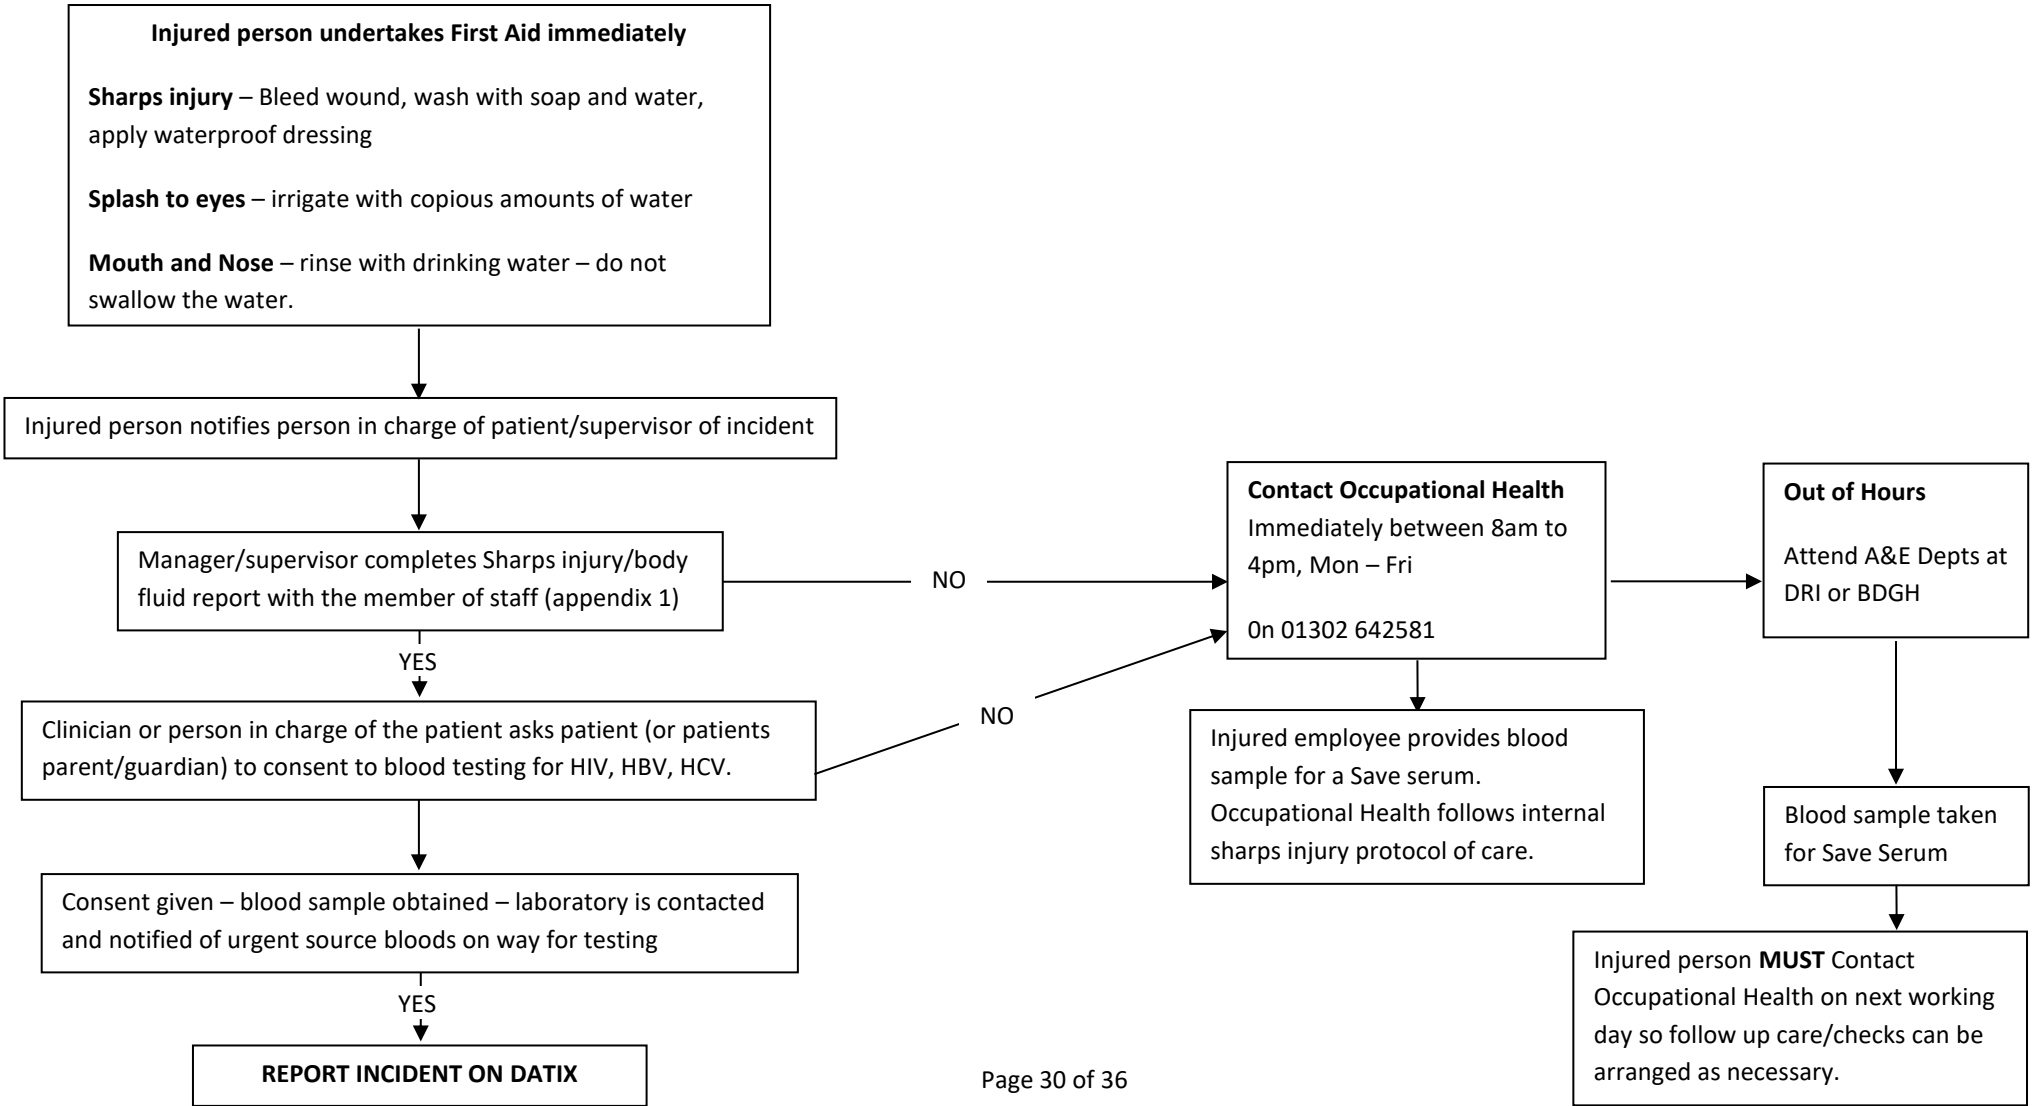 Injured person undertakes First Aid immediately
Sharps injury – Bleed wound, wash with soap and water,
apply waterproof dressing
Splash to eyes – irrigate with copious amounts of water
Mouth and Nose – rinse with drinking water – do not
swallow the water.
Injured person notifies person in charge of patient/supervisor of incident
Manager/supervisor completes Sharps injury/body
fluid report with the member of staff (appendix 1)
NO
YES
Clinician or person in charge of the patient asks patient (or patients
parent/guardian) to consent to blood testing for HIV, HBV, HCV.
NO
Consent given – blood sample obtained – laboratory is contacted
and notified of urgent source bloods on way for testing
YES
REPORT INCIDENT ON DATIX
Contact Occupational Health
Immediately between 8am to
4pm, Mon – Fri
0n 01302 642581
Injured employee provides blood
sample for a Save serum.
Occupational Health follows internal
sharps injury protocol of care.
Out of Hours
Attend A&E Depts at
DRI or BDGH
Blood sample taken
for Save Serum
Injured person MUST Contact
Occupational Health on next working
day so follow up care/checks can be
arranged as necessary.
Page 30 of 36